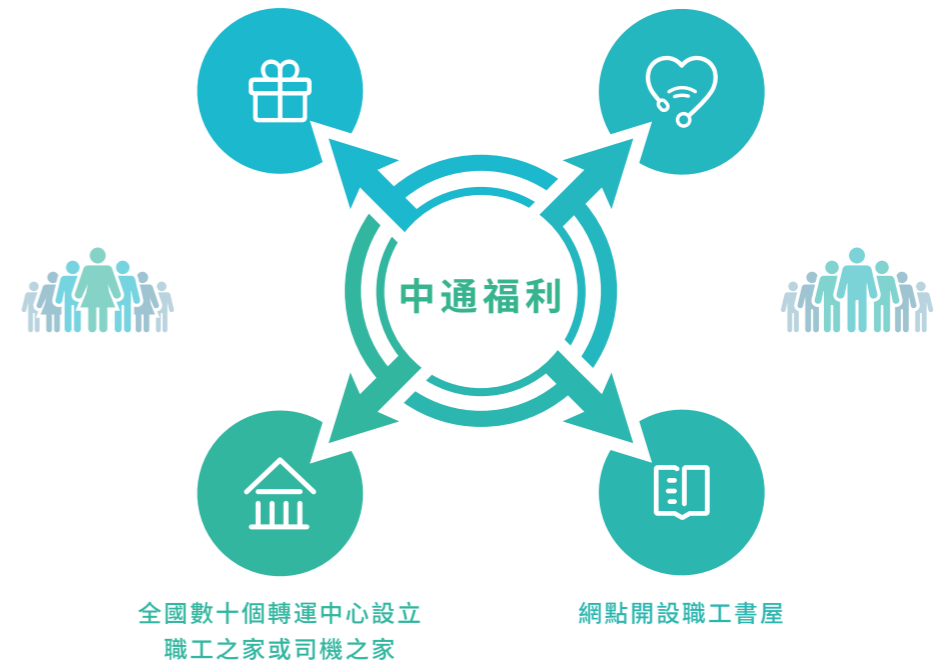 中通福利
全國數十個轉運中心設立
職工之家或司機之家
網點開設職工書屋